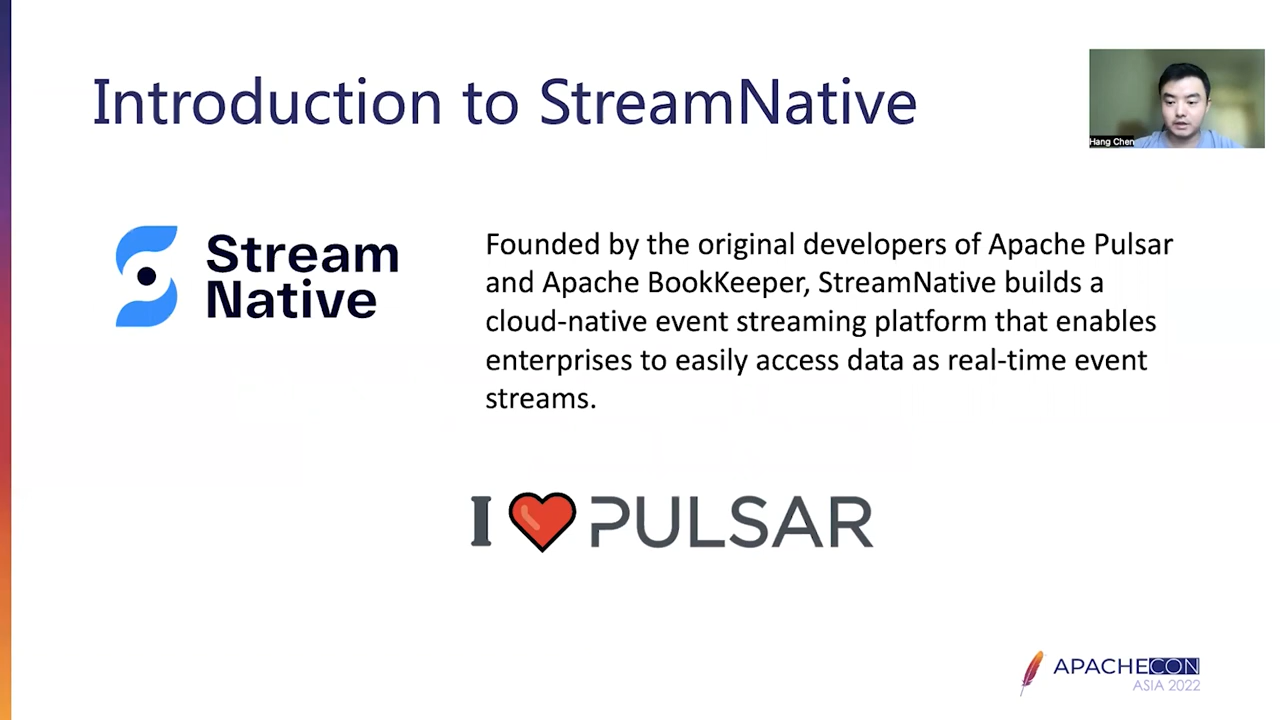 Introduction to StreamNative
Hang Chen
Stream
Native
Founded by the original developers of Apache Pulsar
and Apache BookKeeper, StreamNative builds a
cloud-native event streaming platform that enables
enterprises to easily access data as real-time event
streams.
I PULSAR
APACHECON
ASIA 2022